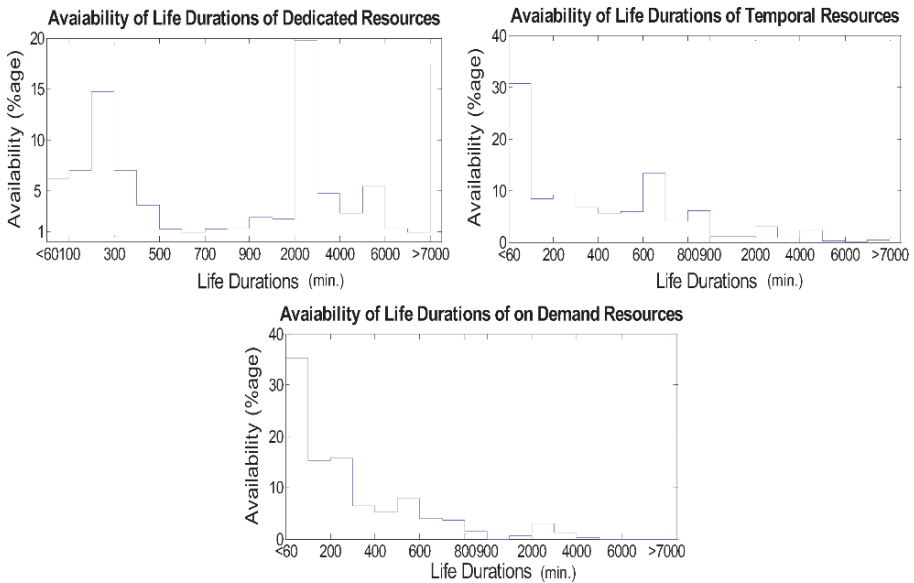 Avaiability of Life Durations of Dedicated Resources
Availability (%age)
20
15
10
5
1
<60100 300 500 700 900 2000 4000 6000 >7000
Life Durations (min.)
Avaiability of Life Durations of Temporal Resources
Availability (%age)
40
30
20
10
0
<60 200 400 600 800900 2000 4000 6000 >7000
Life Durations (min.)
Avaiability of Life Durations of on Demand Resources
Availability (%age)
40
30
20
10
0
<60 200 400 600 800900 2000 4000 6000 >7000
Life Durations (min.)